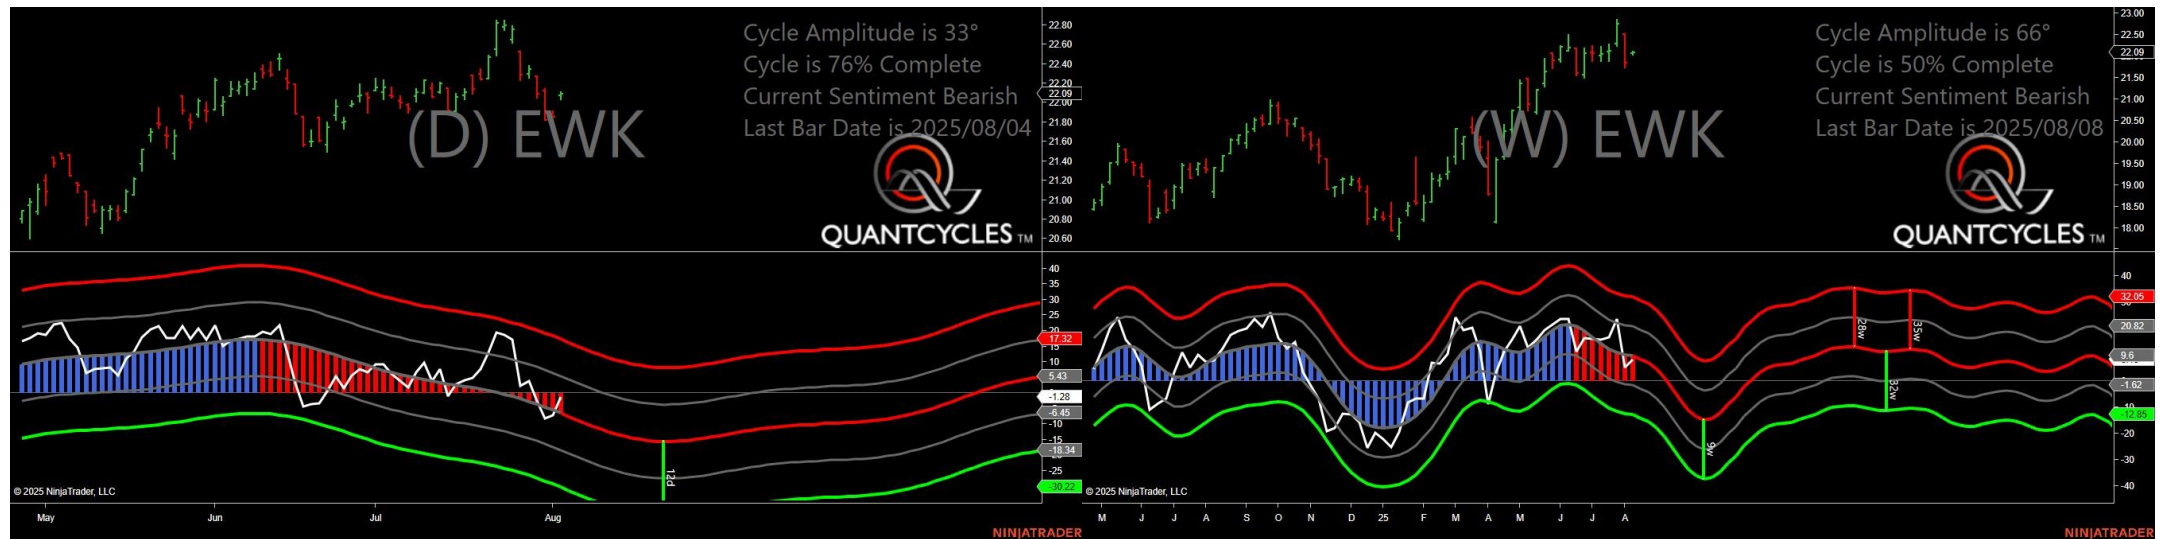 Cycle Amplitude is 33°
Cycle is 76% Complete
Current Sentiment Bearish
Last Bar Date is 2025/08/04
(D) EWK
QUANTCYCLES TM
22.80
22.60
22.40
22.20
22.09
22.00
21.80
21.60
21.40
21.20
21.00
20.80
20.60
40
35
30
25
20
17.32
15
10
5.43
-1.28
-6.45
-10
-15
-18.34
-25
-30.22
12d
© 2025 NinjaTrader, LLC
May Jun Jul Aug
NINJATRADER
Cycle Amplitude is 66°
Cycle is 50% Complete
Current Sentiment Bearish
Last Bar Date is 2025/08/08
(W) EWK
QUANTCYCLES TM
23.00
22.50
22.09
21.50
21.00
20.50
20.00
19.50
19.00
18.50
18.00
40
32.05
20.82
9.6
-1.62
-12.85
-20
-30
-40
28w
35w
32w
9w
© 2025 NinjaTrader, LLC
M J J A S O N D 25 F M A M J J A
NINJATRADER